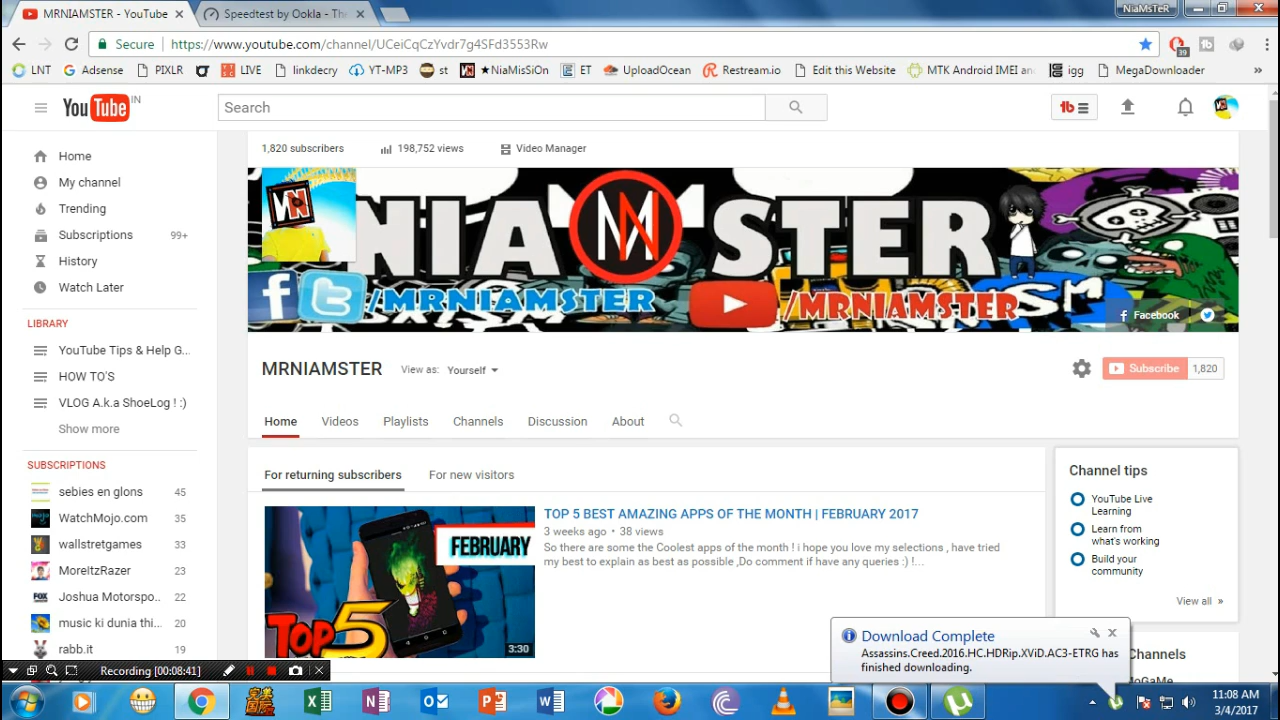 MRNIAMSTER - YouTube
Speedtest by Ookla - The
NiaMsTeR
Secure
https://www.youtube.com/channel/UCeiCqCzYvdr7g4SFd3553Rw
39
LNT
Adsense
PIXLR
LIVE
linkdecry
YT-MP3
st
★NiaMisSiOn
ET
UploadOcean
Restream.io
Edit this Website
MTK Android IMEI and
igg
MegaDownloader
»
YouTube IN
Search
Home
My channel
Trending
Subscriptions 99+
History
Watch Later
LIBRARY
YouTube Tips & Help G...
HOW TO'S
VLOG A.k.a ShoeLog ! :)
Show more
SUBSCRIPTIONS
sebies en glons 45
WatchMojo.com 35
wallstretgames 33
MoreItzRazer 23
FOX Joshua Motorspo.. 22
music ki dunia thi... 20
rabb.it 19
1,820 subscribers
198,752 views
Video Manager
NIA M STER
/MRNIAMSTER
/MRNIAMSTER
Facebook
MRNIAMSTER
View as: Yourself
Subscribe 1,820
Home
Videos
Playlists
Channels
Discussion
About
For returning subscribers
For new visitors
FEBRUARY
TOP 5
3:30
TOP 5 BEST AMAZING APPS OF THE MONTH | FEBRUARY 2017
3 weeks ago • 38 views
So there are some the Coolest apps of the month ! i hope you love my selections , have tried
my best to explain as best as possible ,Do comment if have any queries :) !...
Channel tips
YouTube Live
Learning
Learn from
what's working
Build your
community
View all »
Channels
MoGaMe
Download Complete
Assassins.Creed.2016.HC.HDRip.XViD.AC3-ETRG has
finished downloading.
Recording [00:08:41]
11:08 AM
3/4/2017